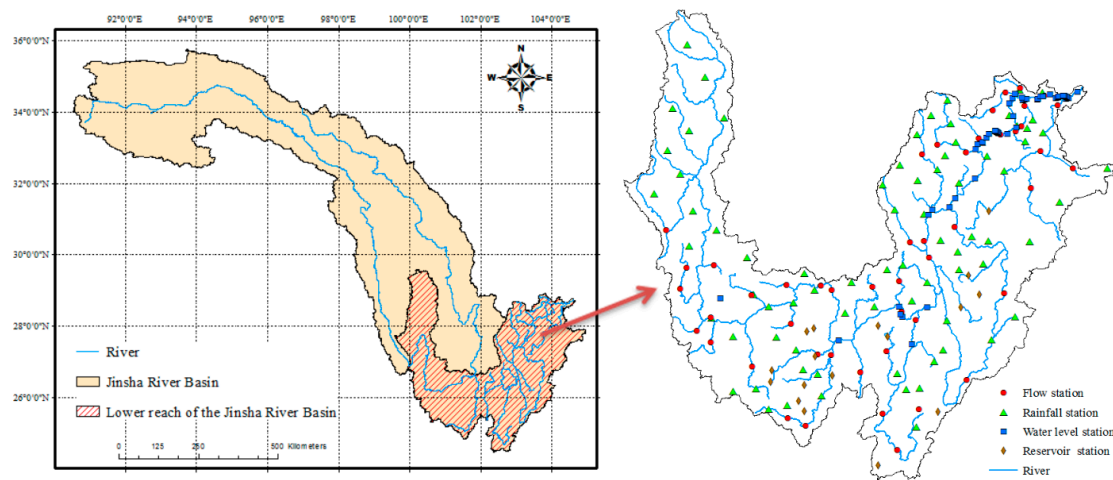 92°0'0"E 94°0'0"E 96°0'0"E 98°0'0"E 100°0'0"E 102°0'0"E 104°0'0"E
36°0'0"N
34°0'0"N
32°0'0"N
30°0'0"N
28°0'0"N
26°0'0"N
N
W E
S
River
Jinsha River Basin
Lower reach of the Jinsha River Basin
0 125 250 500 Kilometers
Flow station
Rainfall station
Water level station
Reservoir station
River